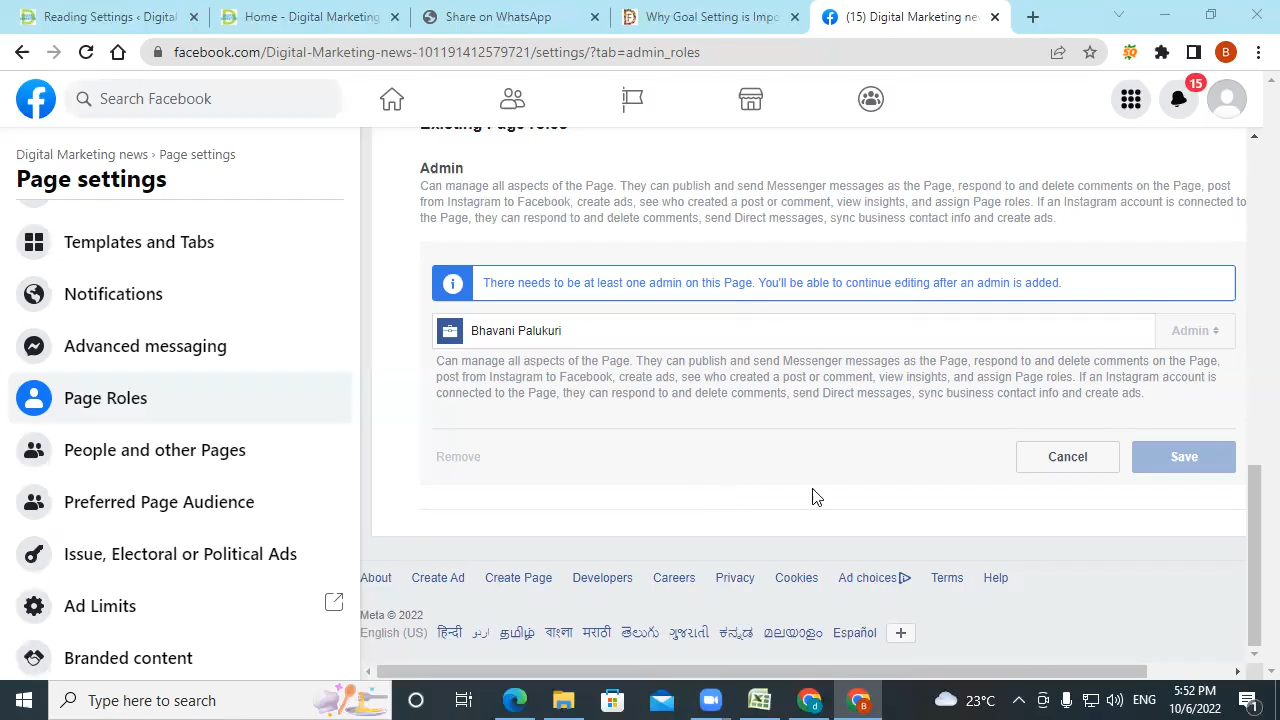 Reading Settings ‹ Digital
Home - Digital Marketing
Share on WhatsApp
Why Goal Setting is Impo
(15) Digital Marketing ne
facebook.com/Digital-Marketing-news-101191412579721/settings/?tab=admin_roles
B
Search Facebook
15
Digital Marketing news › Page settings
Page settings
Templates and Tabs
Notifications
Advanced messaging
Page Roles
People and other Pages
Preferred Page Audience
Issue, Electoral or Political Ads
Ad Limits
Branded content
Existing Page roles
Admin
Can manage all aspects of the Page. They can publish and send Messenger messages as the Page, respond to and delete comments on the Page, post
from Instagram to Facebook, create ads, see who created a post or comment, view insights, and assign Page roles. If an Instagram account is connected to
the Page, they can respond to and delete comments, send Direct messages, sync business contact info and create ads.
There needs to be at least one admin on this Page. You'll be able to continue editing after an admin is added.
Bhavani Palukuri
Admin
Can manage all aspects of the Page. They can publish and send Messenger messages as the Page, respond to and delete comments on the Page,
post from Instagram to Facebook, create ads, see who created a post or comment, view insights, and assign Page roles. If an Instagram account is
connected to the Page, they can respond to and delete comments, send Direct messages, sync business contact info and create ads.
Remove Cancel Save
About Create Ad Create Page Developers Careers Privacy Cookies Ad choices Terms Help
Meta © 2022
English (US) हिन्दी اردو தமிழ் বাংলা मराठी తెలుగు ગુજરાતી ಕನ್ನಡ മലയാളം Español +
Type here to search
23°C
ENG
5:52 PM
10/6/2022
1